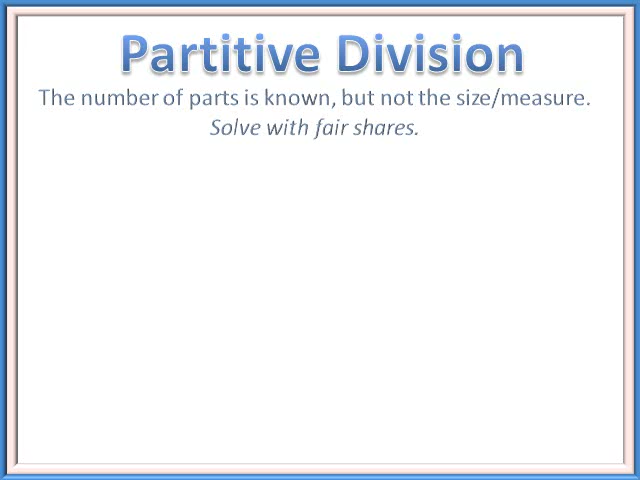 Partitive Division
The number of parts is known, but not the size/measure.
Solve with fair shares.